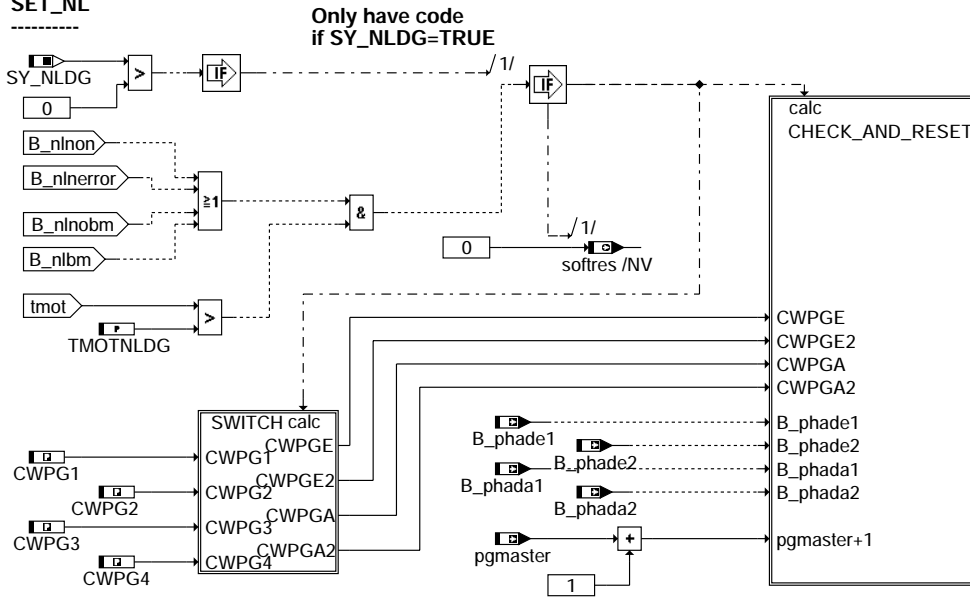 SET_NL
----------
Only have code
if SY_NLDG=TRUE
SY_NLDG
>
IF
/1/
IF
0
calc
CHECK_AND_RESET
B_nlnon
B_nlnerror
≧1
&
B_nlnobm
B_nlbm
0
/1/
softres /NV
tmot
>
TMOTNLDG
CWPGE
CWPGE2
CWPGA
CWPGA2
SWITCH calc
CWPGE
CWPG1
CWPG1
CWPGE2
CWPG2
CWPG2
CWPGA
CWPG3
CWPG3
CWPGA2
CWPG4
CWPG4
B_phade1
B_phade1
B_phade2
B_phade2
B_phada1
B_phada1
B_phada2
B_phada2
pgmaster
+
pgmaster+1
1